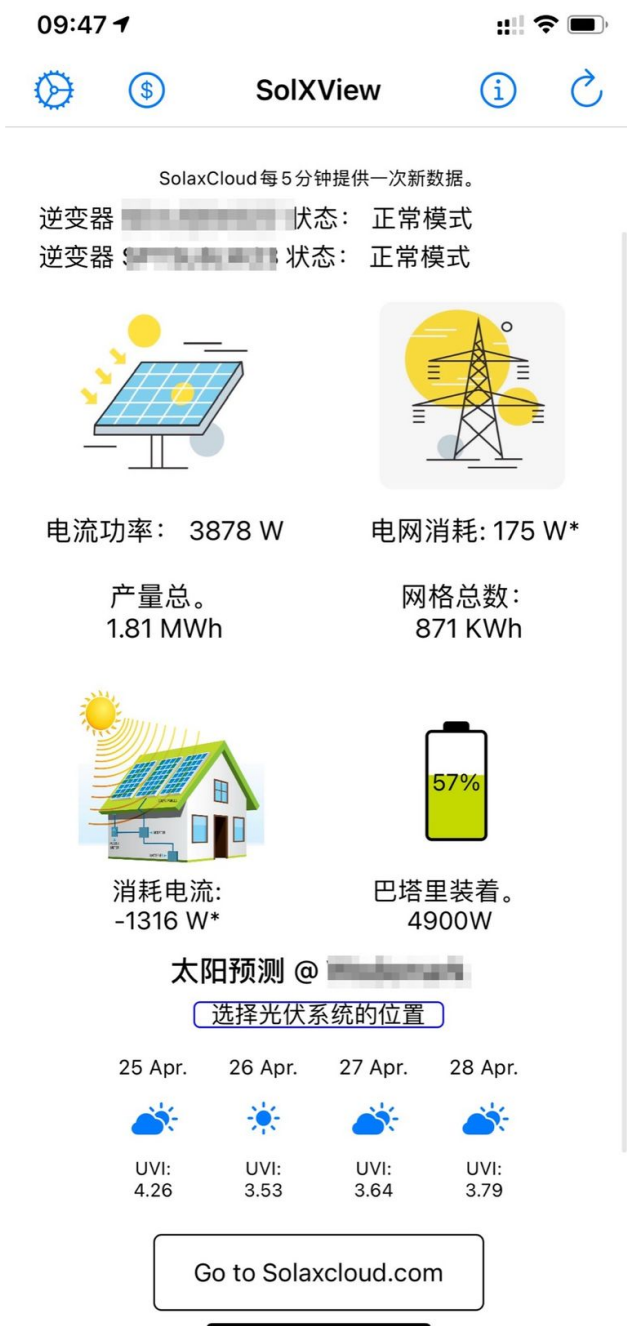 09:47
SolXView
SolaxCloud每5分钟提供一次新数据。
逆变器 状态： 正常模式
逆变器 状态： 正常模式
电流功率： 3878 W
电网消耗: 175 W*
产量总。
1.81 MWh
网格总数：
871 KWh
57%
消耗电流:
-1316 W*
巴塔里装着。
4900W
太阳预测 @
选择光伏系统的位置
25 Apr.
26 Apr.
27 Apr.
28 Apr.
UVI:
4.26
UVI:
3.53
UVI:
3.64
UVI:
3.79
Go to Solaxcloud.com